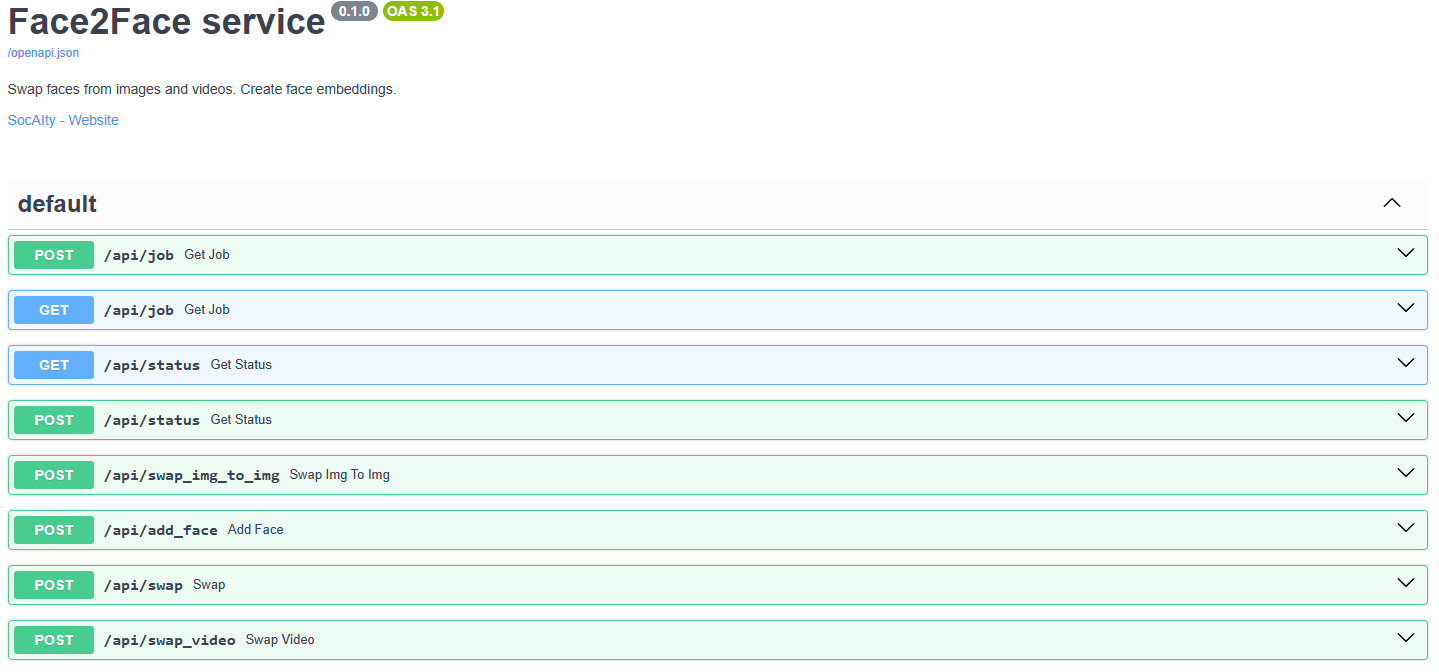 Face2Face service 0.1.0 OAS 3.1
/openapi.json
Swap faces from images and videos. Create face embeddings.
SocAIty - Website
default
POST /api/job Get Job
GET /api/job Get Job
GET /api/status Get Status
POST /api/status Get Status
POST /api/swap_img_to_img Swap Img To Img
POST /api/add_face Add Face
POST /api/swap Swap
POST /api/swap_video Swap Video